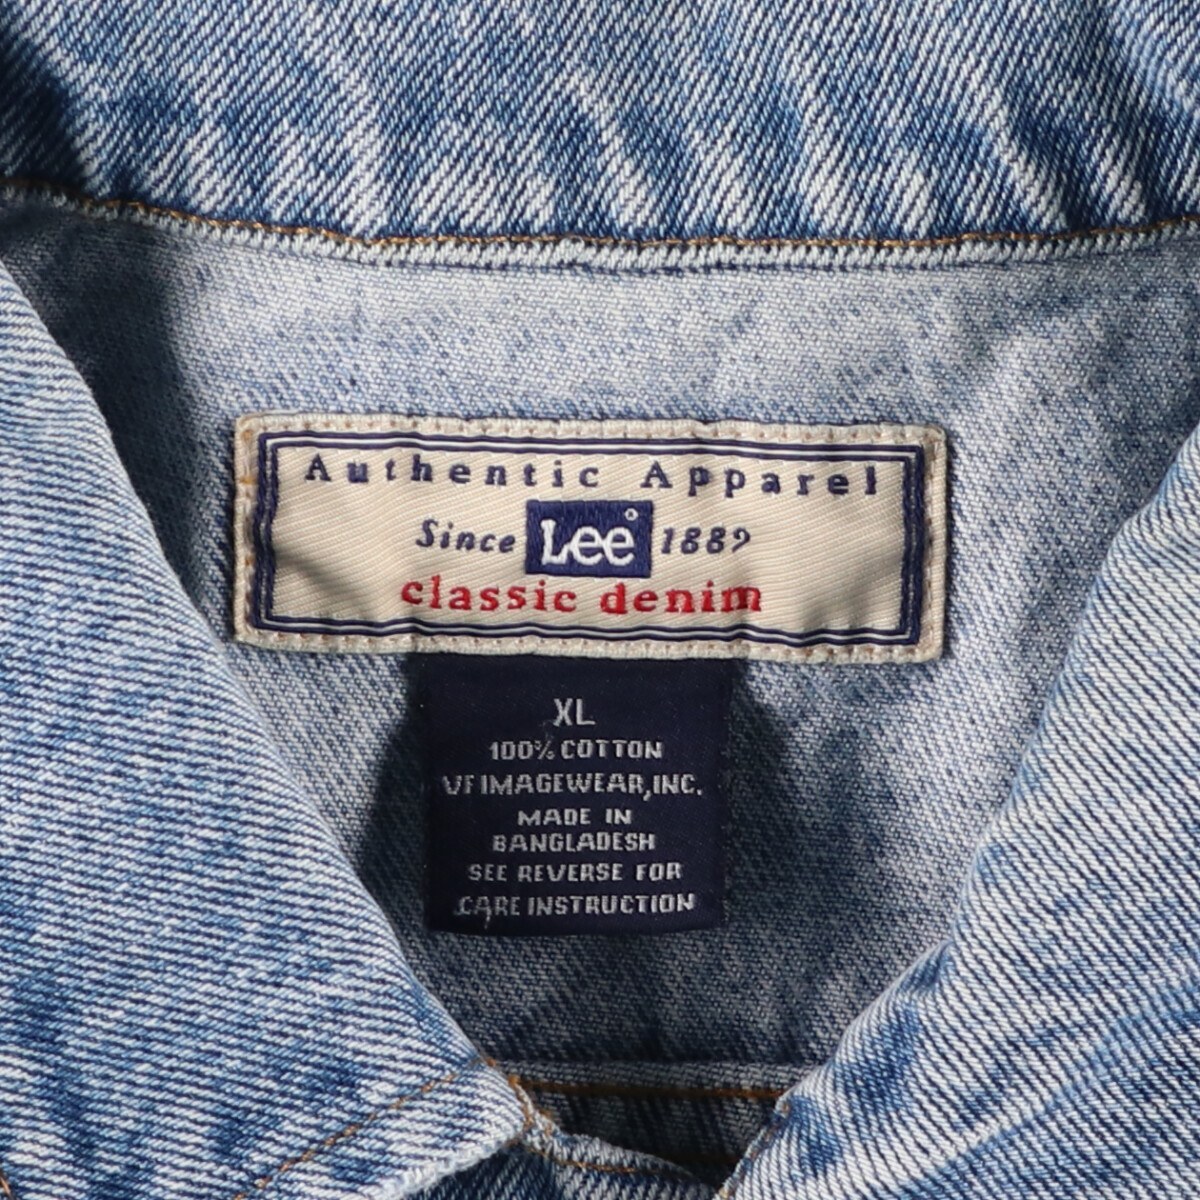 Authentic Apparel
Since Lee 1889
classic denim
XL
100% COTTON
VF IMAGEWEAR, INC.
MADE IN
BANGLADESH
SEE REVERSE FOR
CARE INSTRUCTION